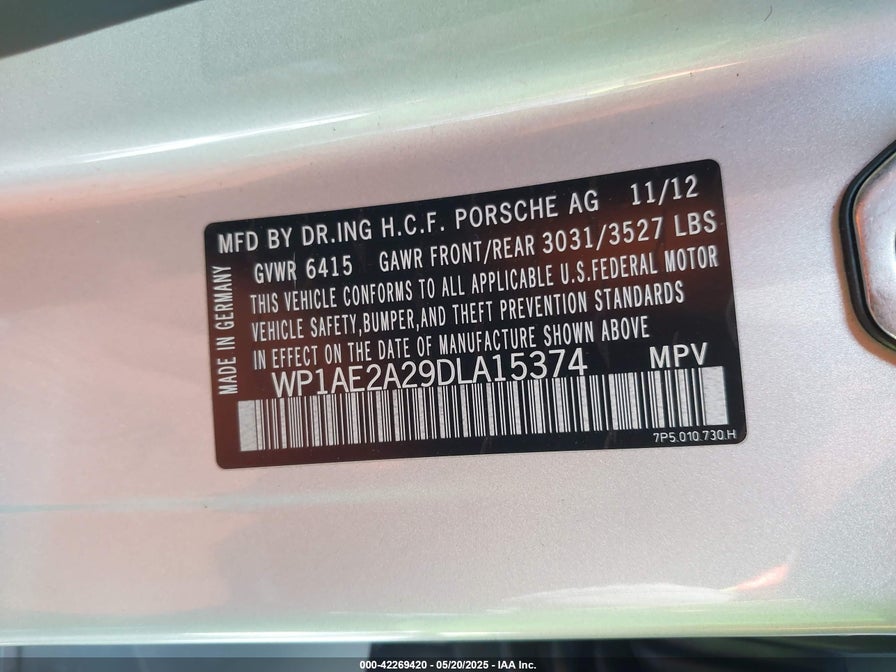 MFD BY DR.ING H.C.F. PORSCHE AG 11/12
GVWR 6415 GAWR FRONT/REAR 3031/3527 LBS
THIS VEHICLE CONFORMS TO ALL APPLICABLE U.S.FEDERAL MOTOR
VEHICLE SAFETY,BUMPER,AND THEFT PREVENTION STANDARDS
IN EFFECT ON THE DATE OF MANUFACTURE SHOWN ABOVE
WP1AE2A29DLA15374 MPV
MADE IN GERMANY
7P5.010.730.H
000-42269420 - 05/20/2025 - IAA Inc.